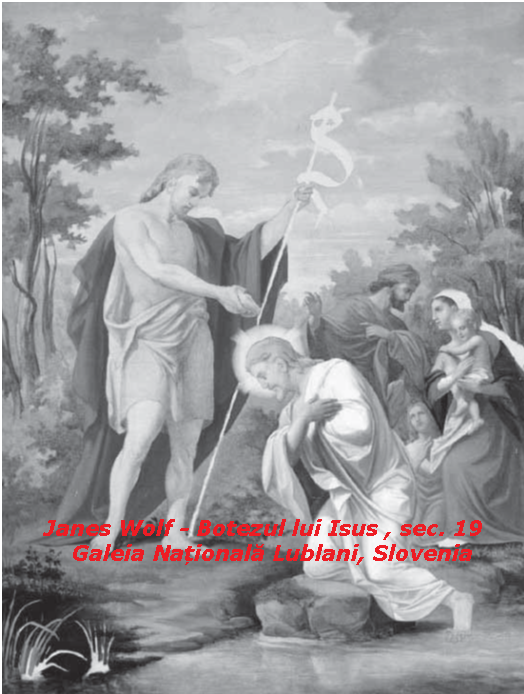 Janes Wolf - Botezul lui Isus , sec. 19
Galeia Națională Lublani, Slovenia